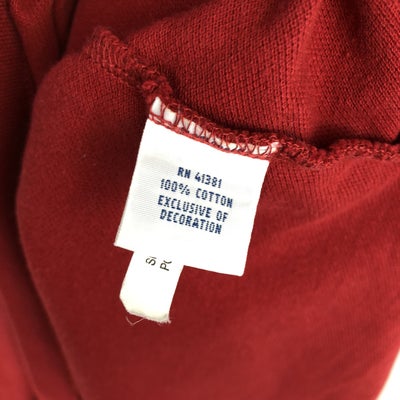 RN 41381
100% COTTON
EXCLUSIVE OF
DECORATION